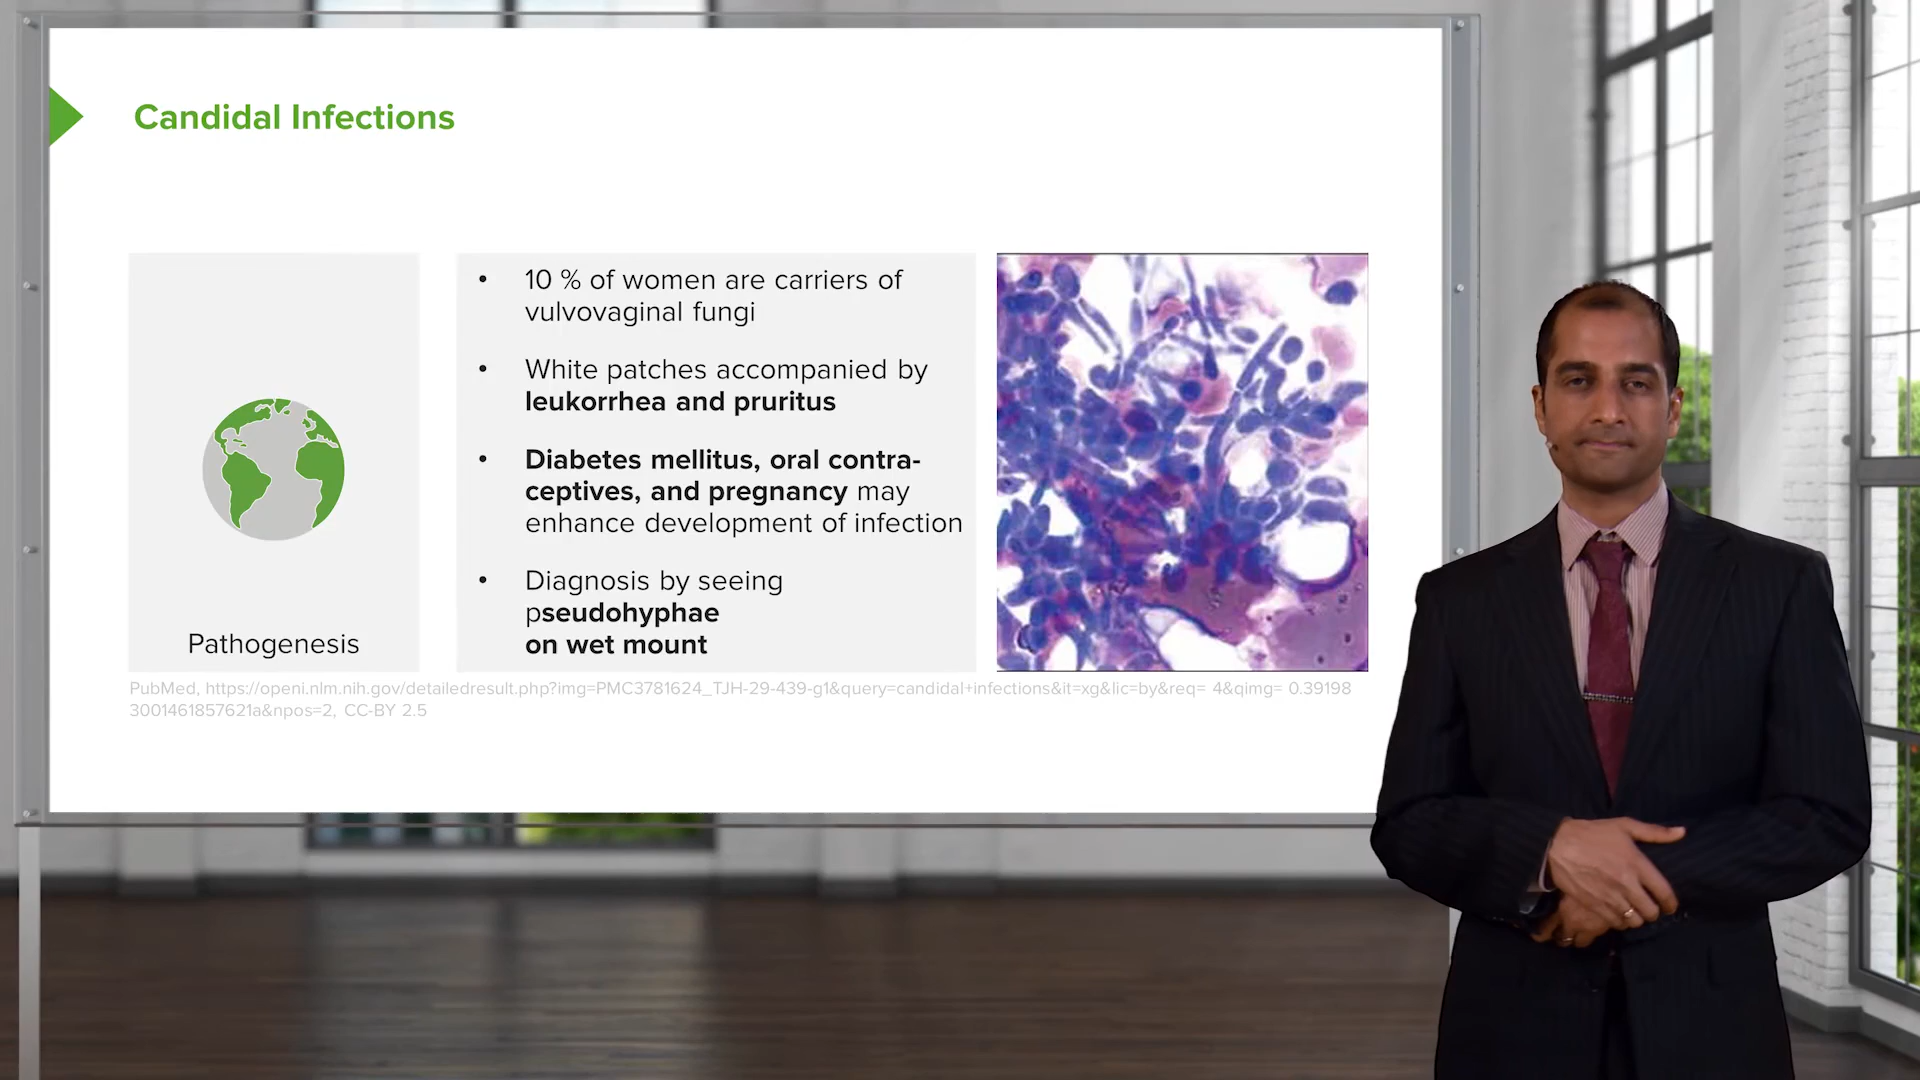 Candidal Infections
• 10 % of women are carriers of
vulvovaginal fungi
• White patches accompanied by
leukorrhea and pruritus
• Diabetes mellitus, oral contra-
ceptives, and pregnancy may
enhance development of infection
• Diagnosis by seeing
pseudohyphae
on wet mount
Pathogenesis
PubMed, https://openi.nlm.nih.gov/detailedresult.php?img=PMC3781624_TJH-29-439-g1&query=candidal+infections&it=xg&lic=by&req= 4&qimg= 0.39198
3001461857621a&npos=2, CC-BY 2.5